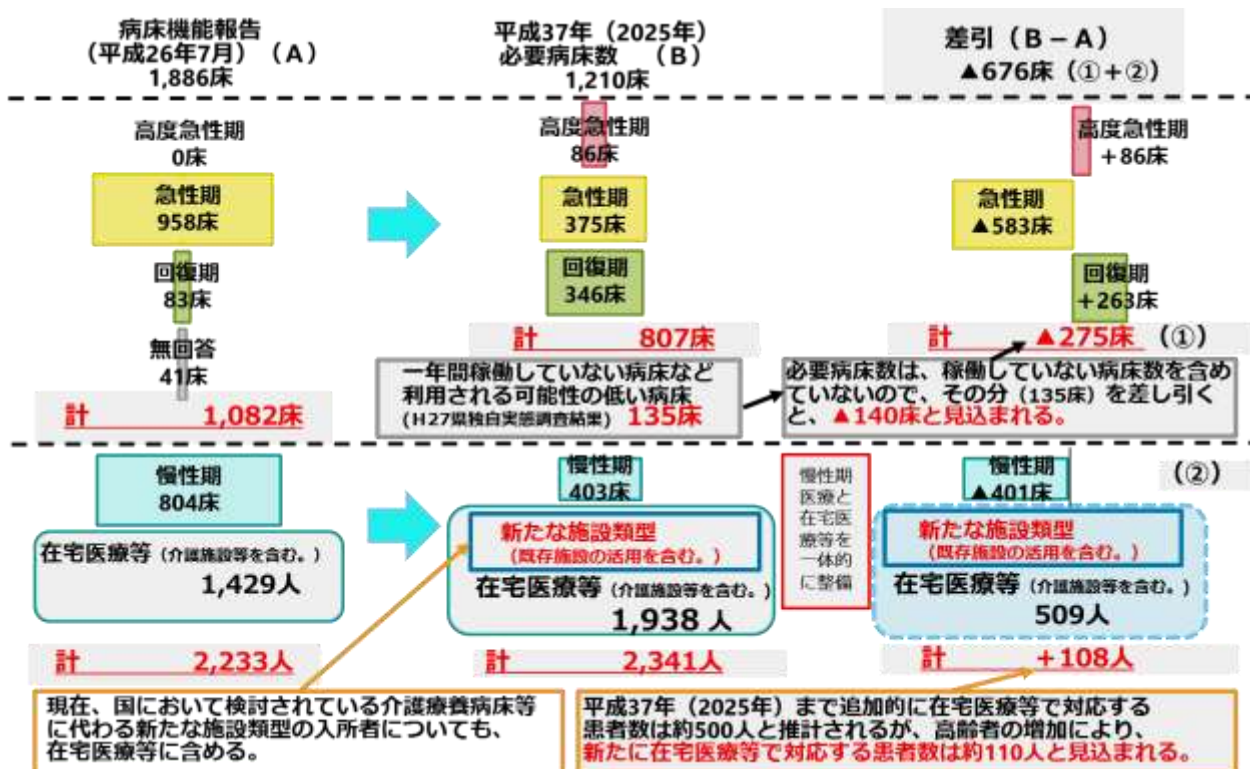 病床機能報告
（平成26年7月）（A）
1,886床
平成37年（2025年）
必要病床数　（B）
1,210床
差引（B－A）
▲676床（①＋②）
高度急性期
0床
急性期
958床
回復期
83床
無回答
41床
計　1,082床
高度急性期
86床
急性期
375床
回復期
346床
計　807床
高度急性期
＋86床
急性期
▲583床
回復期
＋263床
計　▲275床（①）
一年間稼働していない病床など
利用される可能性の低い病床
（H27県独自実態調査結果）135床
必要病床数は、稼働していない病床数を含め
ていないので、その分（135床）を差し引く
と、▲140床と見込まれる。
慢性期
804床
在宅医療等（介護施設等を含む。）
1,429人
計　2,233人
慢性期
403床
新たな施設類型
（既存施設の活用を含む。）
在宅医療等（介護施設等を含む。）
1,938人
計　2,341人
慢性期
医療と
在宅医
療等を
一体的
に整備
慢性期
▲401床
（②）
新たな施設類型
（既存施設の活用を含む。）
在宅医療等（介護施設等を含む。）
509人
計　＋108人
現在、国において検討されている介護療養病床等
に代わる新たな施設類型の入所者についても、
在宅医療等に含める。
平成37年（2025年）まで追加的に在宅医療等で対応する
患者数は約500人と推計されるが、高齢者の増加により、
新たに在宅医療等で対応する患者数は約110人と見込まれる。